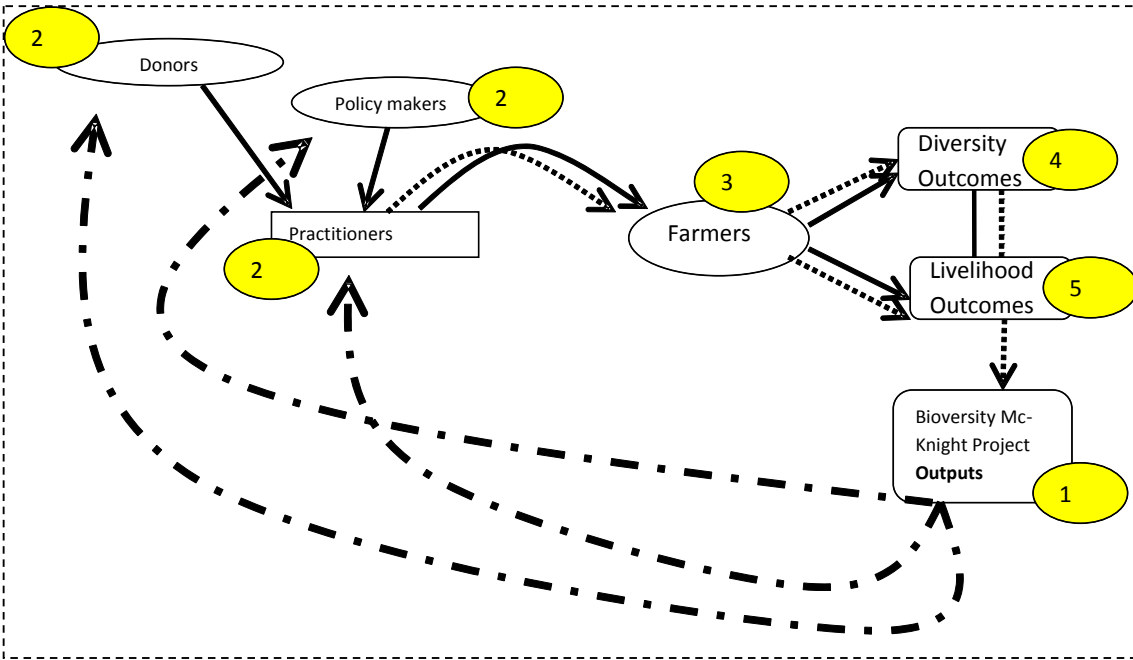 2
Donors
Policy makers
2
Practitioners
2
3
Farmers
Diversity
Outcomes
4
Livelihood
Outcomes
5
Bioversity Mc-
Knight Project
Outputs
1